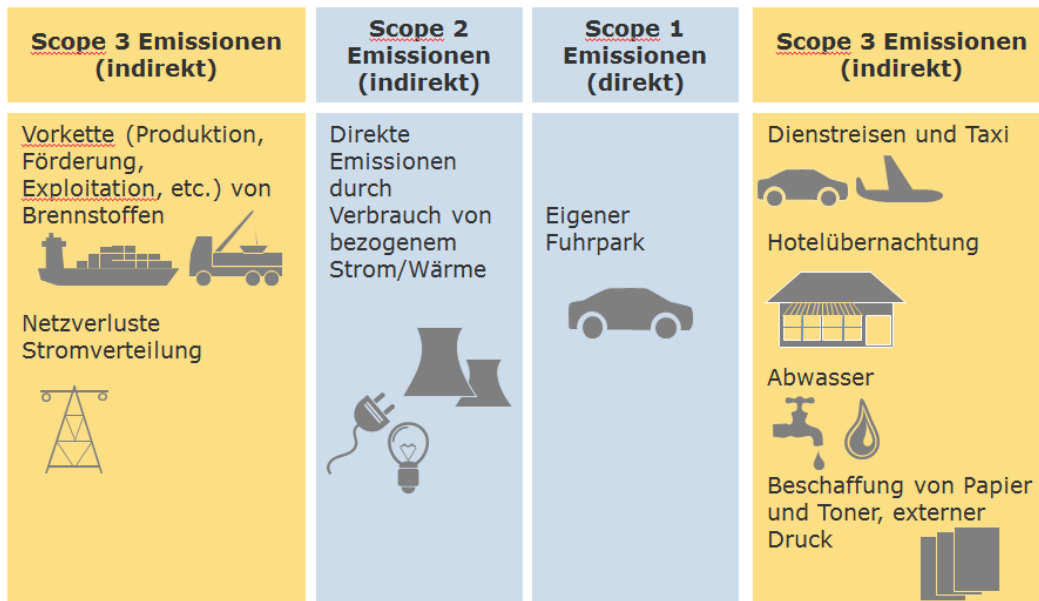 Scope 3 Emissionen
(indirekt)
Vorkette (Produktion,
Förderung,
Exploitation, etc.) von
Brennstoffen
Netzverluste
Stromverteilung
Scope 2
Emissionen
(indirekt)
Direkte
Emissionen
durch
Verbrauch von
bezogenem
Strom/Wärme
Scope 1
Emissionen
(direkt)
Eigener
Fuhrpark
Scope 3 Emissionen
(indirekt)
Dienstreisen und Taxi
Hotelübernachtung
Abwasser
Beschaffung von Papier
und Toner, externer
Druck